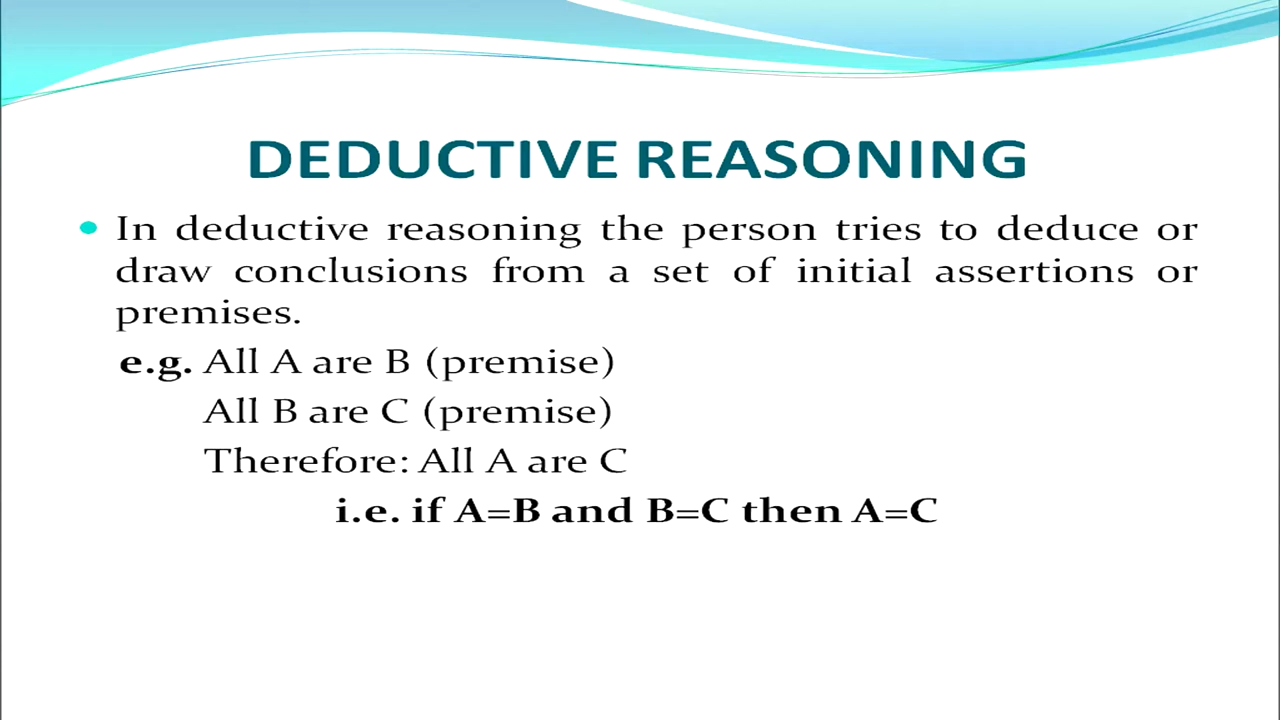 DEDUCTIVE REASONING
• In deductive reasoning the person tries to deduce or
draw conclusions from a set of initial assertions or
premises.
e.g. All A are B (premise)
All B are C (premise)
Therefore: All A are C
i.e. if A=B and B=C then A=C